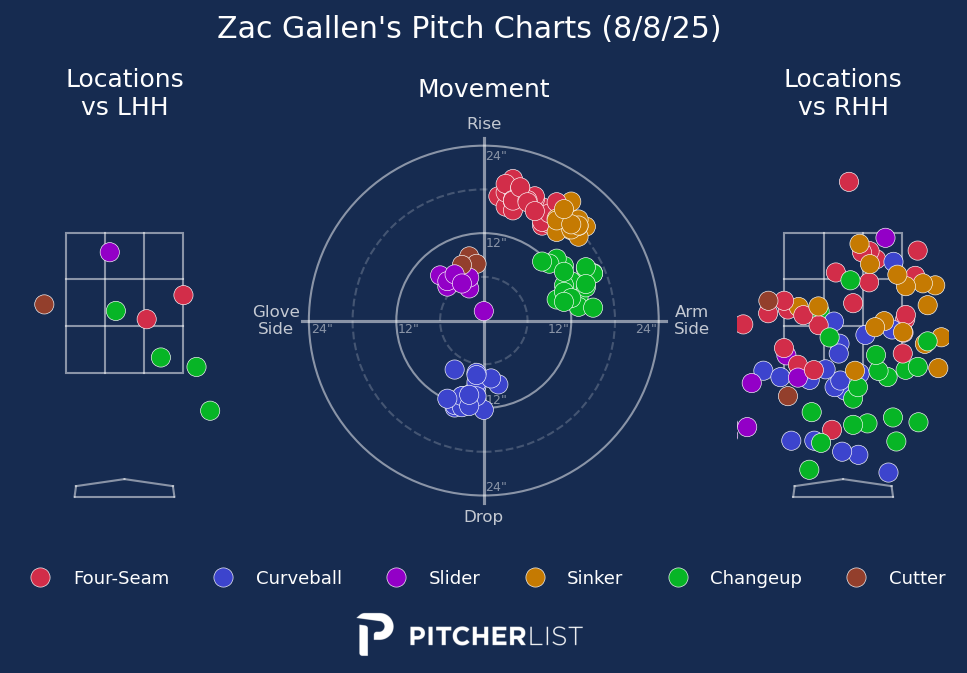 Zac Gallen's Pitch Charts (8/8/25)
Locations
vs LHH
Movement
Locations
vs RHH
Rise
24"
12"
Glove
Side
24"
12"
12"
24"
Arm
Side
12"
24"
Drop
Four-Seam
Curveball
Slider
Sinker
Changeup
Cutter
PITCHERLIST